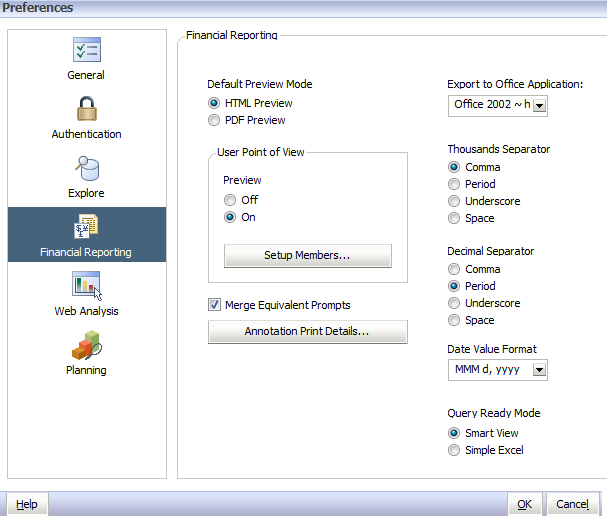 Preferences
General
Authentication
Explore
Financial Reporting
Web Analysis
Planning
Financial Reporting
Default Preview Mode
HTML Preview
PDF Preview
User Point of View
Preview
Off
On
Setup Members...
Merge Equivalent Prompts
Annotation Print Details...
Export to Office Application:
Office 2002 ~ h
Thousands Separator
Comma
Period
Underscore
Space
Decimal Separator
Comma
Period
Underscore
Space
Date Value Format
MMM d, yyyy
Query Ready Mode
Smart View
Simple Excel
Help
OK
Cancel